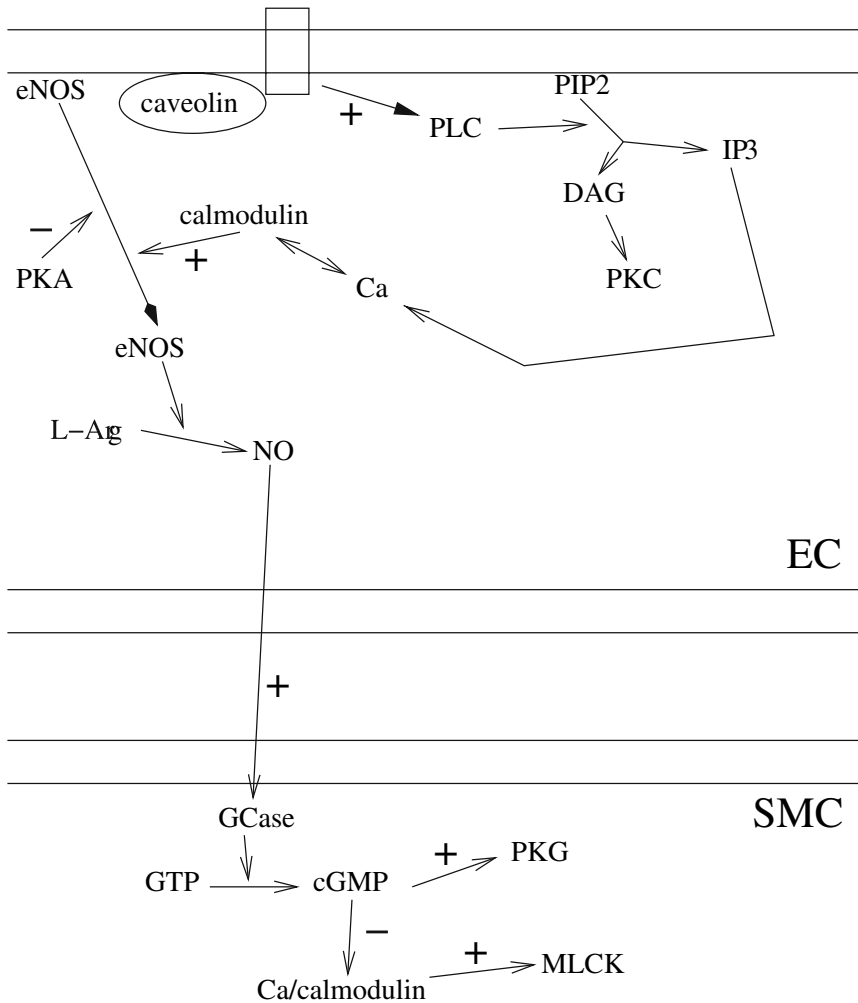 eNOS
caveolin
+
PLC
PIP2
IP3
DAG
calmodulin
−
+
PKA
Ca
PKC
eNOS
L−Arg
NO
EC
+
SMC
GCase
GTP
cGMP
+
PKG
−
Ca/calmodulin
+
MLCK